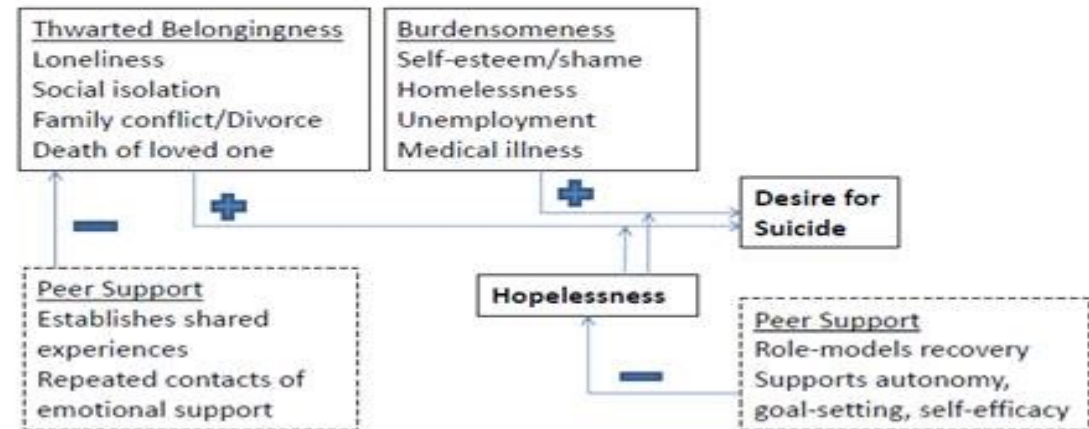 Thwarted Belongingness
Loneliness
Social isolation
Family conflict/Divorce
Death of loved one
Burdensomeness
Self-esteem/shame
Homelessness
Unemployment
Medical illness
Desire for
Suicide
Peer Support
Establishes shared
experiences
Repeated contacts of
emotional support
Hopelessness
Peer Support
Role-models recovery
Supports autonomy,
goal-setting, self-efficacy